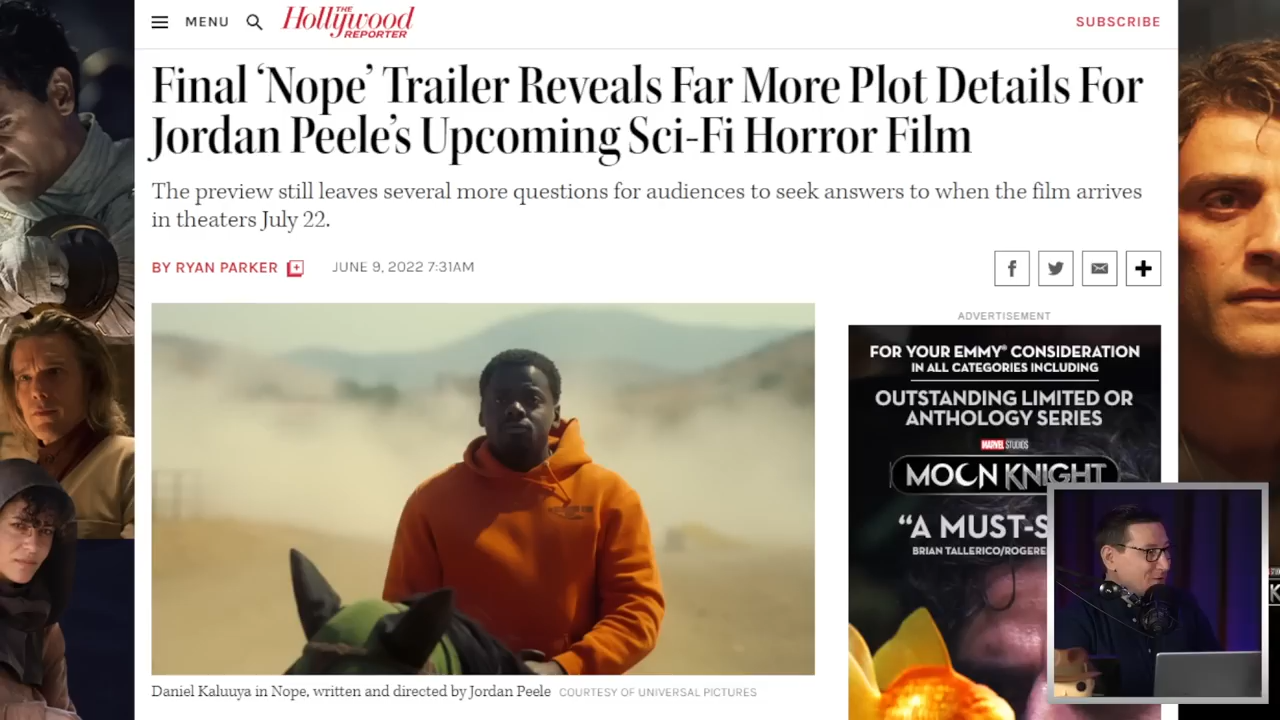 MENU
THE
Hollywood
REPORTER
SUBSCRIBE
Final ‘Nope’ Trailer Reveals Far More Plot Details For
Jordan Peele’s Upcoming Sci-Fi Horror Film
The preview still leaves several more questions for audiences to seek answers to when the film arrives
in theaters July 22.
BY RYAN PARKER
JUNE 9, 2022 7:31AM
ADVERTISEMENT
FOR YOUR EMMY® CONSIDERATION
IN ALL CATEGORIES INCLUDING
OUTSTANDING LIMITED OR
ANTHOLOGY SERIES
MARVEL STUDIOS
MOON KNIGHT
“A MUST-S
BRIAN TALLERICO/ROGERE
Daniel Kaluuya in Nope, written and directed by Jordan Peele COURTESY OF UNIVERSAL PICTURES